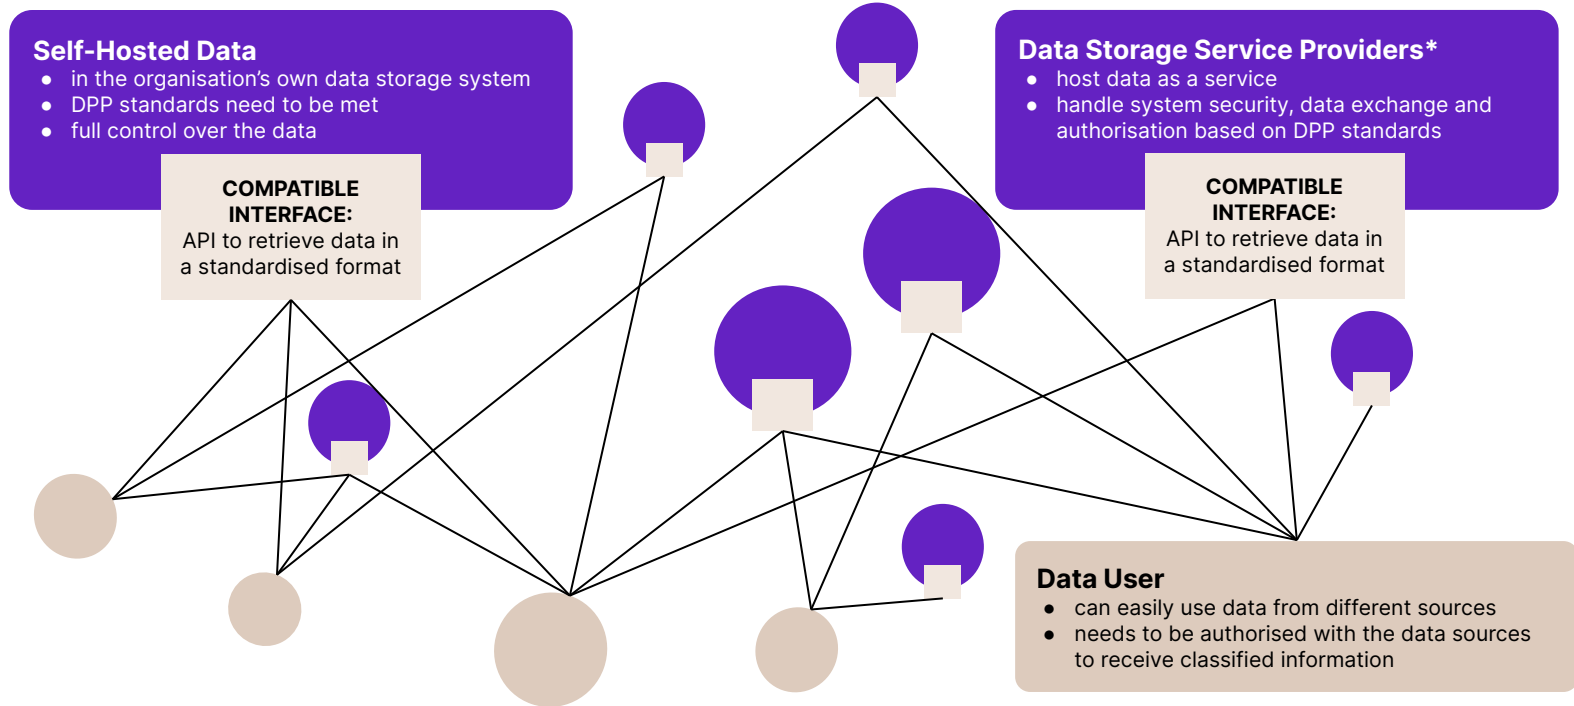 Self-Hosted Data
● in the organisation's own data storage system
● DPP standards need to be met
● full control over the data
COMPATIBLE
INTERFACE:
API to retrieve data in
a standardised format
Data Storage Service Providers*
● host data as a service
● handle system security, data exchange and
authorisation based on DPP standards
COMPATIBLE
INTERFACE:
API to retrieve data in
a standardised format
Data User
● can easily use data from different sources
● needs to be authorised with the data sources
to receive classified information